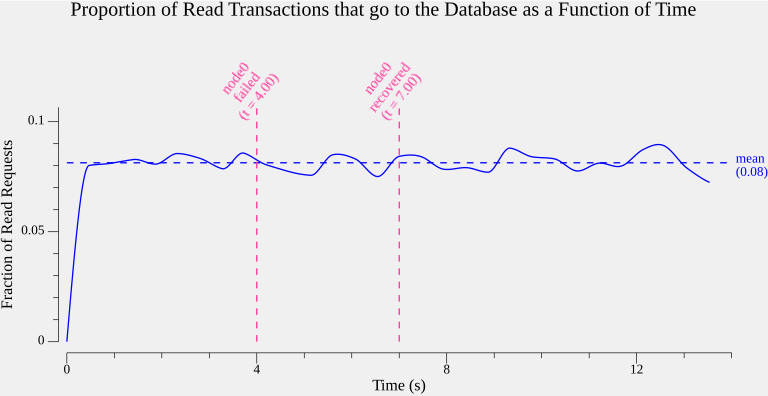 Proportion of Read Transactions that go to the Database as a Function of Time
node0
failed
(t = 4.00)
node0
recovered
(t = 7.00)
Fraction of Read Requests
0.1
0.05
0
mean
(0.08)
0
4
8
12
Time (s)